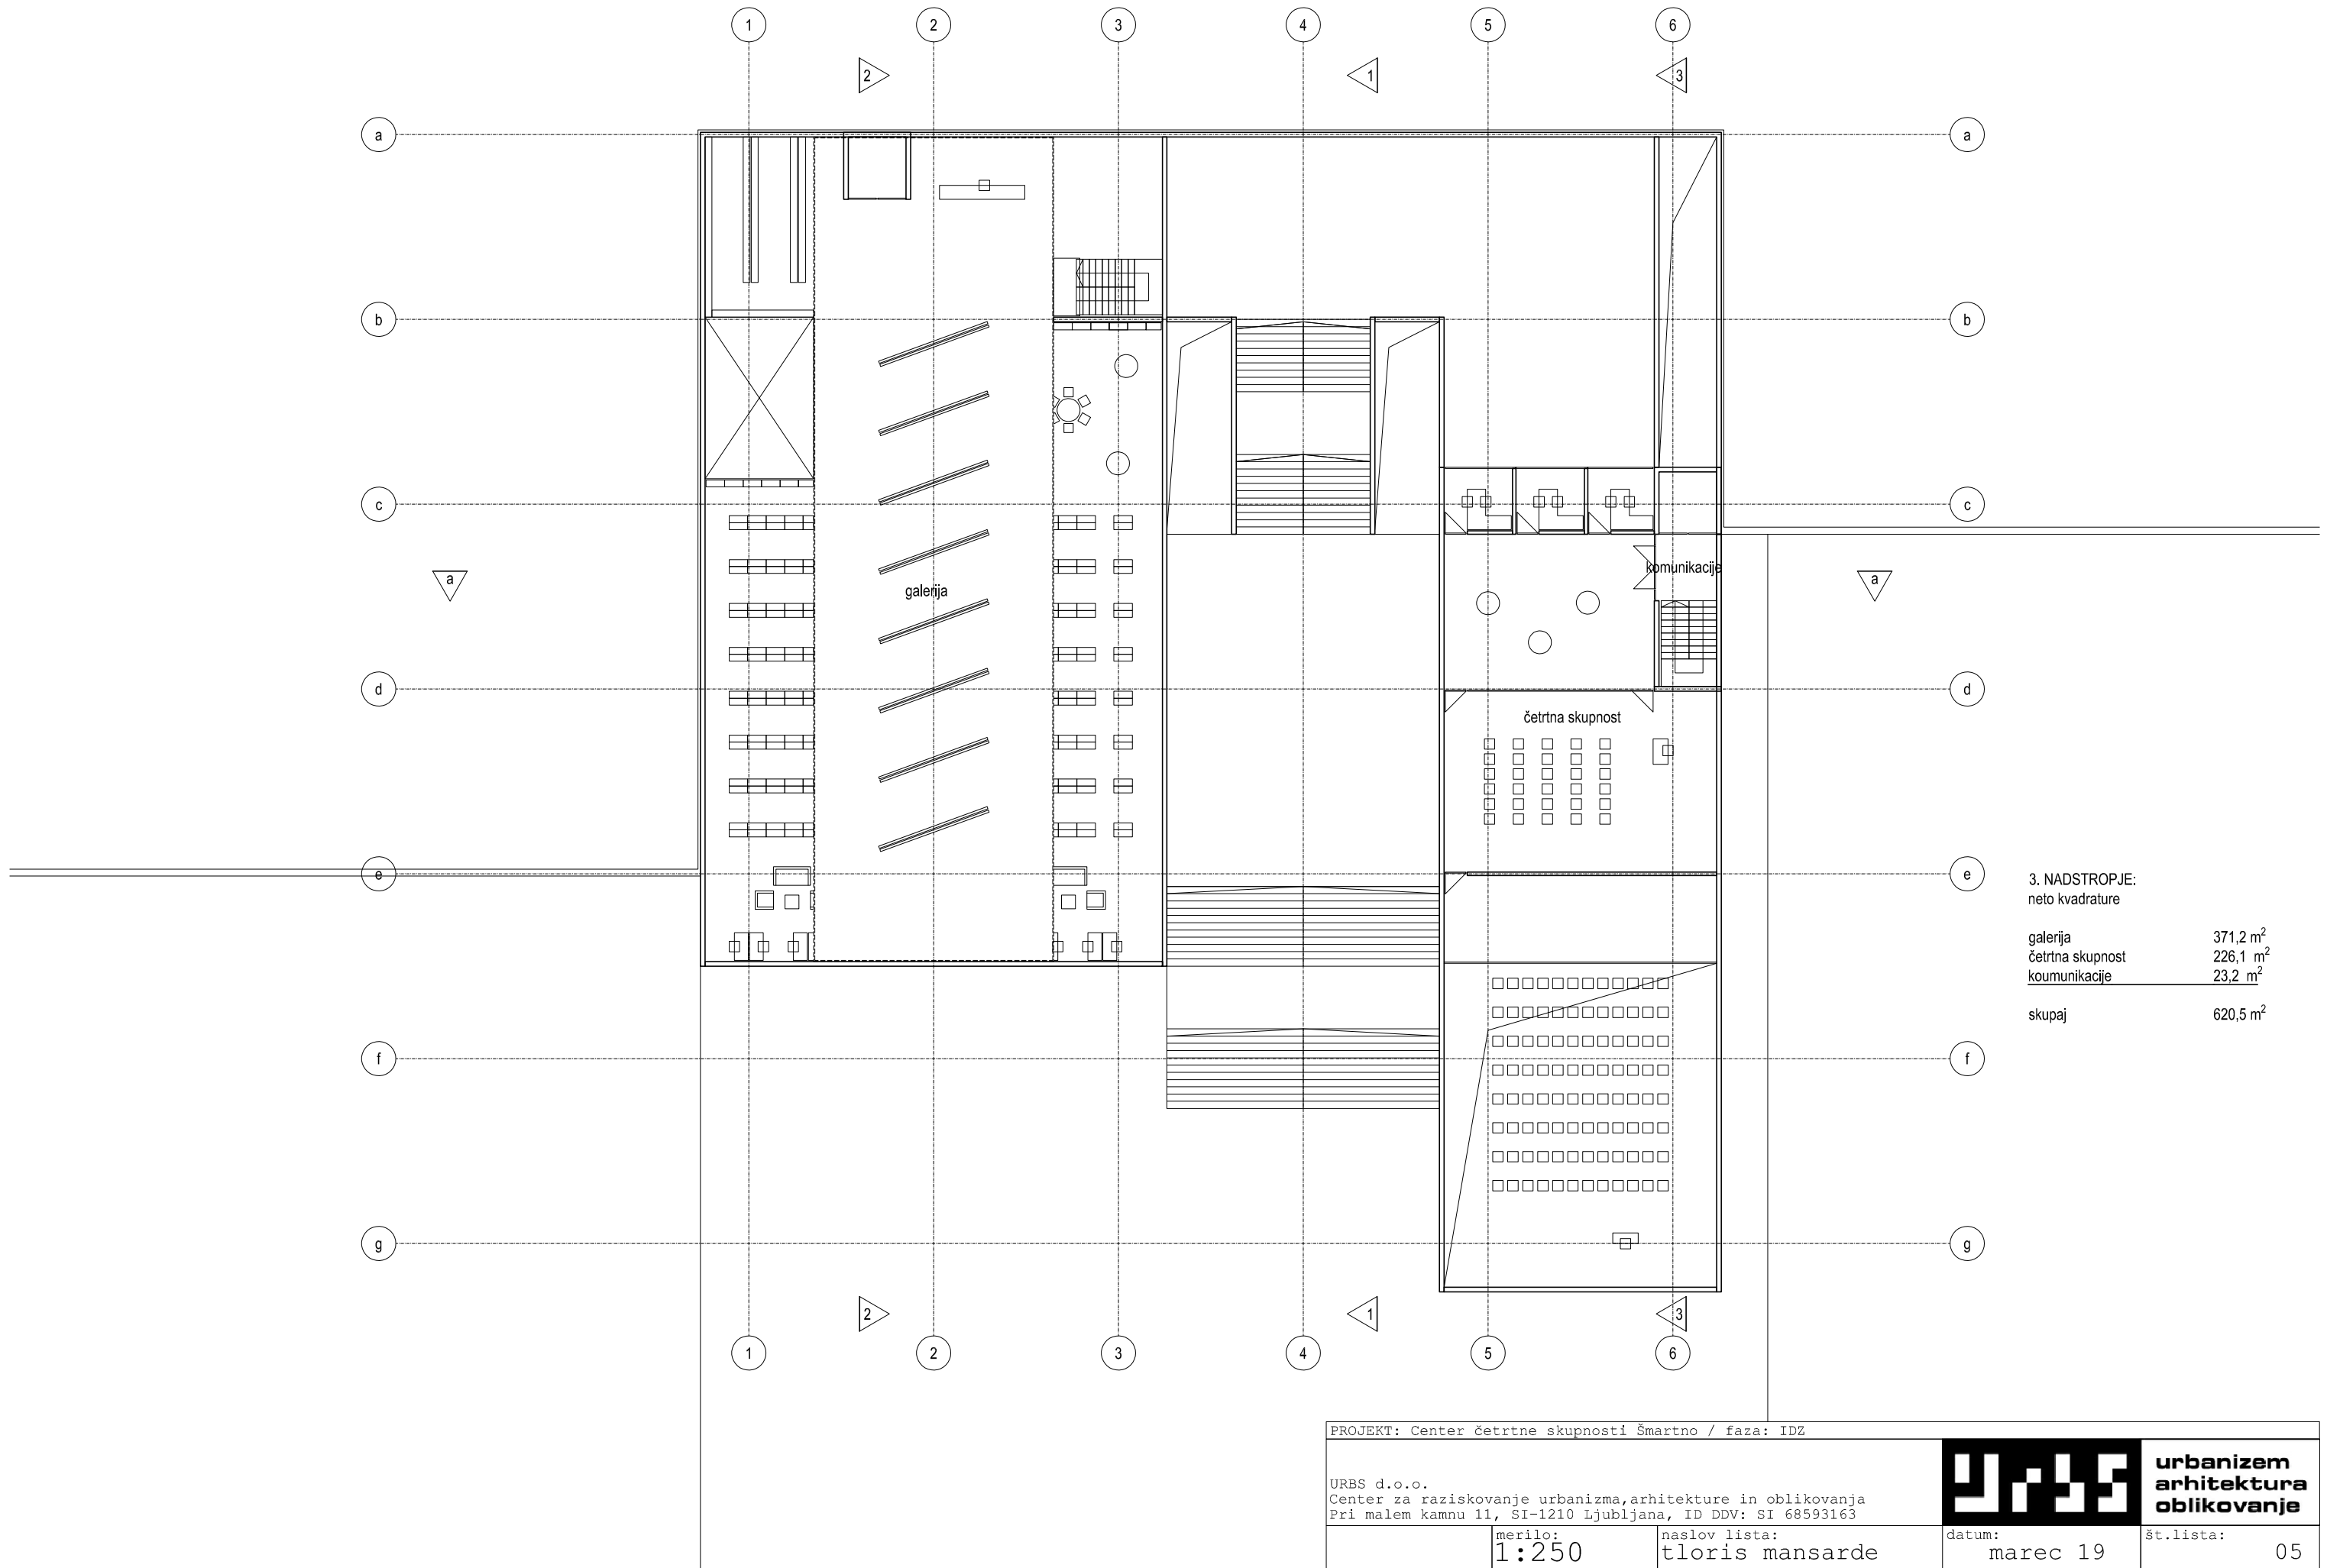 1 2 3 4 5 6
2 1 3
a a
b b
c c
komunikacije
a galerija a
d d
četrtna skupnost
e e
3. NADSTROPJE:
neto kvadrature
galerija 371,2 m²
četrtna skupnost 226,1 m²
koumunikacije 23,2 m²
skupaj 620,5 m²
f f
g g
2 1 3
1 2 3 4 5 6
PROJEKT: Center četrtne skupnosti Šmartno / faza: IDZ
URBS d.o.o.
Center za raziskovanje urbanizma,arhitekture in oblikovanja
Pri malem kamnu 11, SI-1210 Ljubljana, ID DDV: SI 68593163
urbs
urbanizem
arhitektura
oblikovanje
merilo:
1:250
naslov lista:
tloris mansarde
datum:
marec 19
št.lista:
05